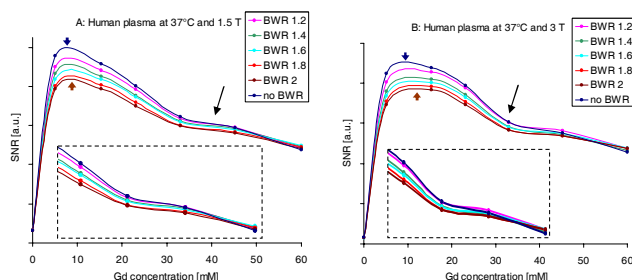 A: Human plasma at 37°C and 1.5 T
BWR 1.2
BWR 1.4
BWR 1.6
BWR 1.8
BWR 2
no BWR
SNR [a.u.]
0 10 20 30 40 50 60
Gd concentration [mM]
B: Human plasma at 37°C and 3 T
BWR 1.2
BWR 1.4
BWR 1.6
BWR 1.8
BWR 2
no BWR
SNR [a.u.]
0 10 20 30 40 50 60
Gd concentration [mM]